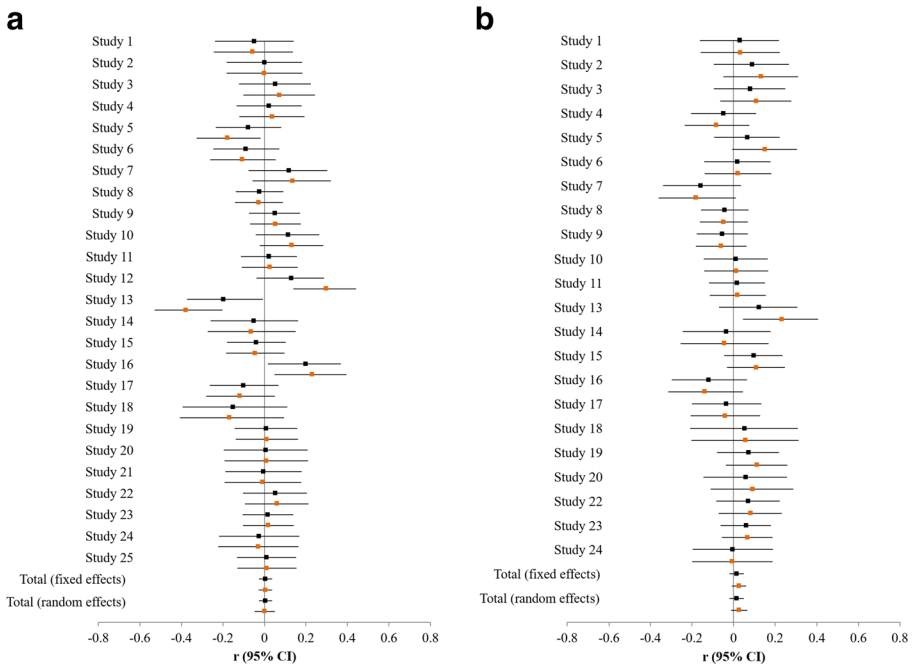 a
Study 1
Study 2
Study 3
Study 4
Study 5
Study 6
Study 7
Study 8
Study 9
Study 10
Study 11
Study 12
Study 13
Study 14
Study 15
Study 16
Study 17
Study 18
Study 19
Study 20
Study 21
Study 22
Study 23
Study 24
Study 25
Total (fixed effects)
Total (random effects)
-0.8 -0.6 -0.4 -0.2 0 0.2 0.4 0.6 0.8
r (95% CI)
b
Study 1
Study 2
Study 3
Study 4
Study 5
Study 6
Study 7
Study 8
Study 9
Study 10
Study 11
Study 13
Study 14
Study 15
Study 16
Study 17
Study 18
Study 19
Study 20
Study 22
Study 23
Study 24
Total (fixed effects)
Total (random effects)
-0.8 -0.6 -0.4 -0.2 0 0.2 0.4 0.6 0.8
r (95% CI)